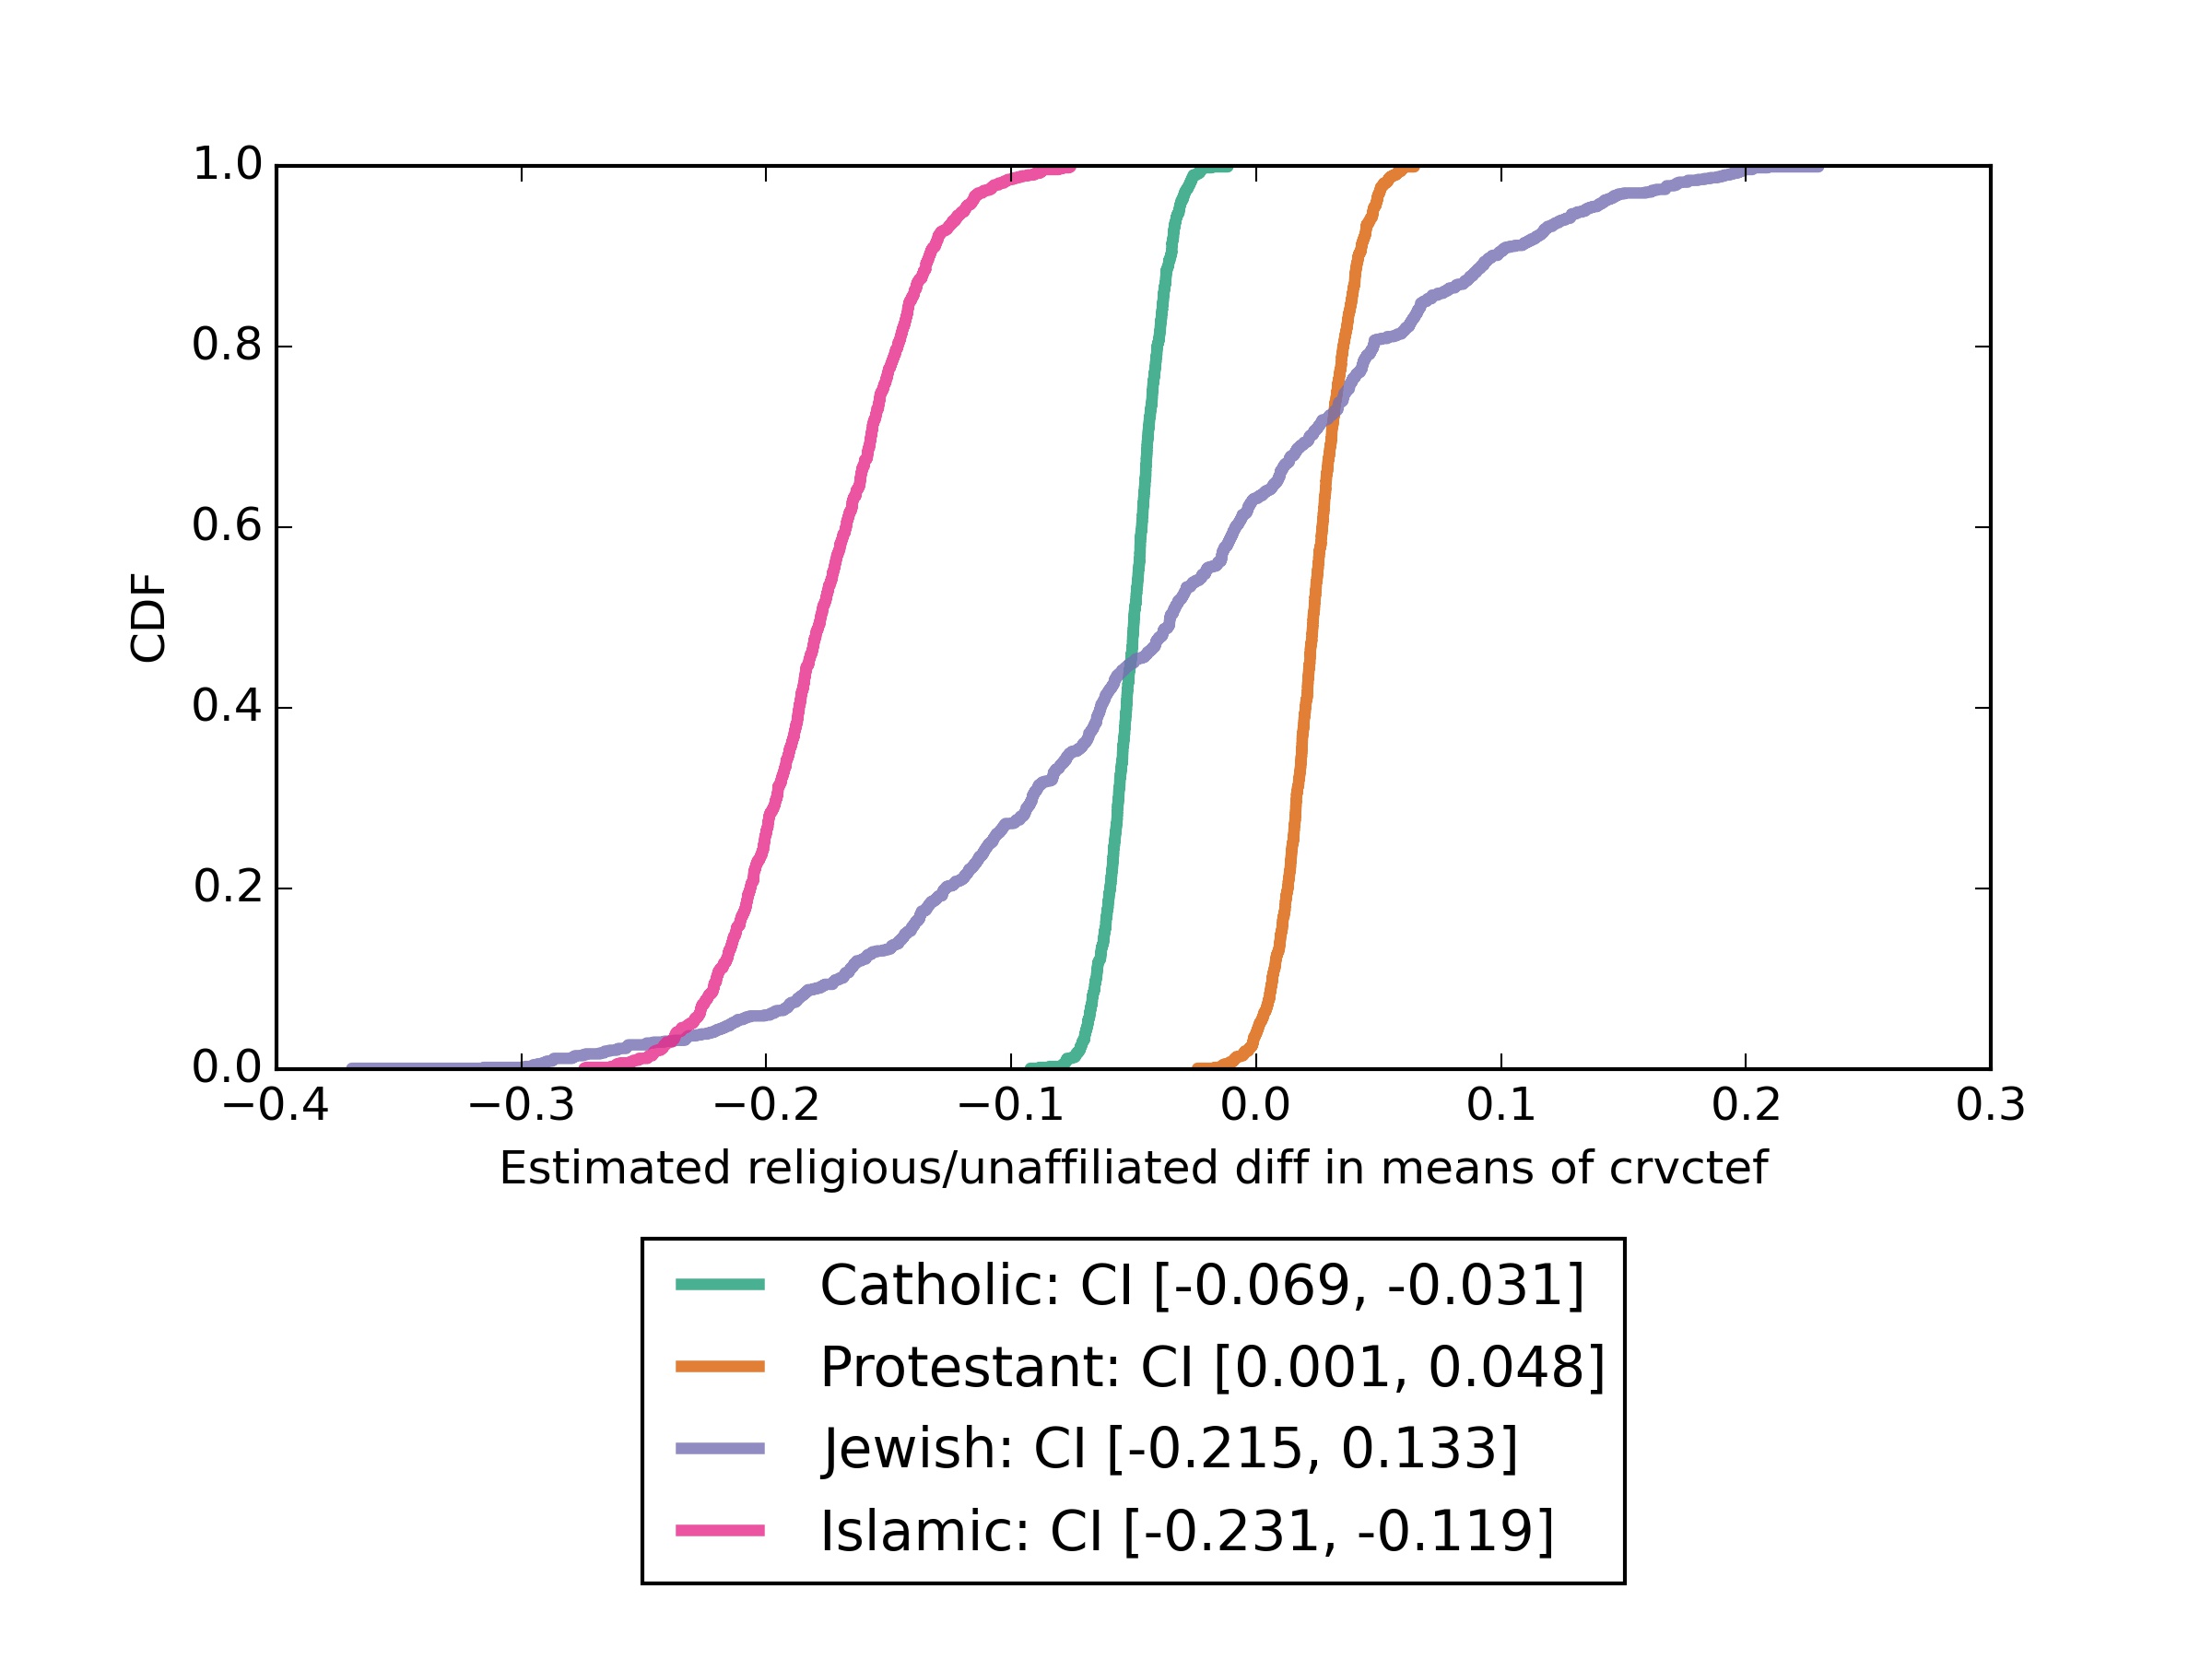 1.0
0.8
0.6
0.4
0.2
0.0
CDF
−0.4 −0.3 −0.2 −0.1 0.0 0.1 0.2 0.3
Estimated religious/unaffiliated diff in means of crvctef
Catholic: CI [-0.069, -0.031]
Protestant: CI [0.001, 0.048]
Jewish: CI [-0.215, 0.133]
Islamic: CI [-0.231, -0.119]